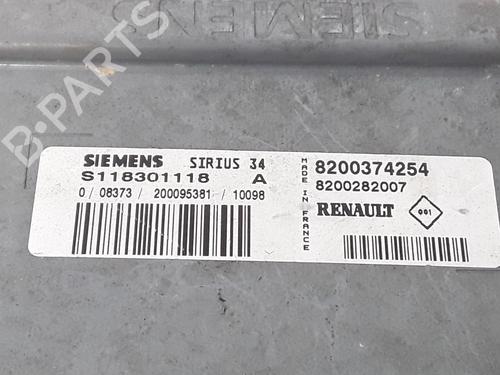 SIEMENS
B-PARTS
SIEMENS SIRIUS 34
S118301118 A
0 / 08373 / 200095381 / 10098
MADE IN FRANCE
8200374254
8200282007
RENAULT 001